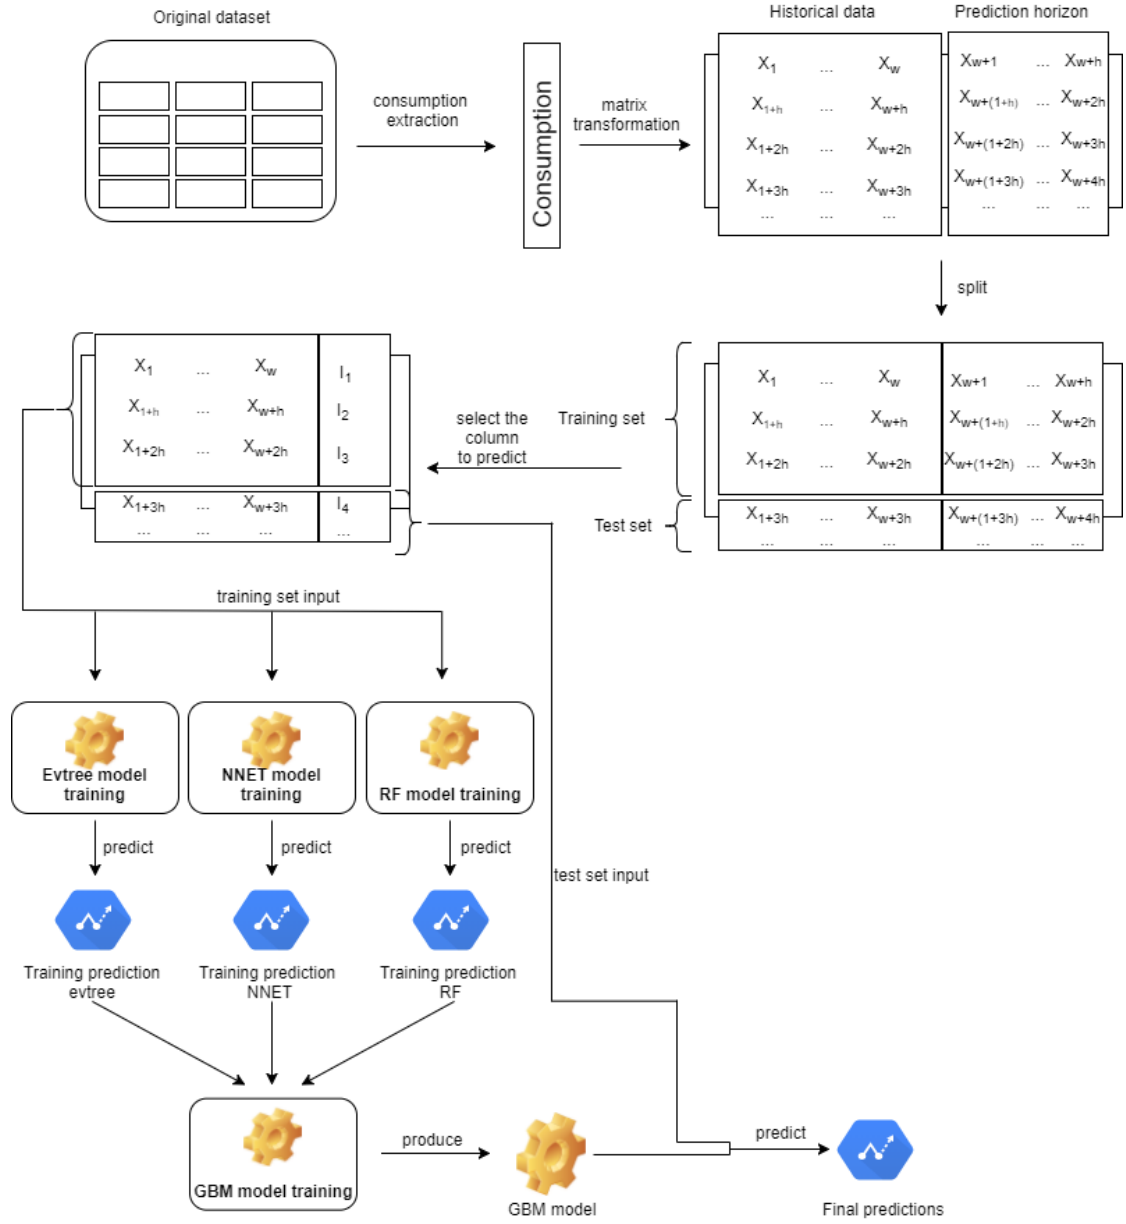 Original dataset
Historical data
Prediction horizon
consumption
extraction
Consumption
matrix
transformation
X1 ... Xw Xw+1 ... Xw+h
X1+h ... Xw+h Xw+(1+h) ... Xw+2h
X1+2h ... Xw+2h Xw+(1+2h) ... Xw+3h
X1+3h ... Xw+3h Xw+(1+3h) ... Xw+4h
... ... ... ... ... ...
split
X1 ... Xw I1
X1+h ... Xw+h I2
X1+2h ... Xw+2h I3
X1+3h ... Xw+3h I4
... ... ... ...
select the
column
to predict
Training set
Test set
X1 ... Xw Xw+1 ... Xw+h
X1+h ... Xw+h Xw+(1+h) ... Xw+2h
X1+2h ... Xw+2h Xw+(1+2h) ... Xw+3h
X1+3h ... Xw+3h Xw+(1+3h) ... Xw+4h
... ... ... ... ... ...
training set input
Evtree model
training
NNET model
training
RF model training
predict
predict
predict
test set input
Training prediction
evtree
Training prediction
NNET
Training prediction
RF
GBM model training
produce
GBM model
predict
Final predictions